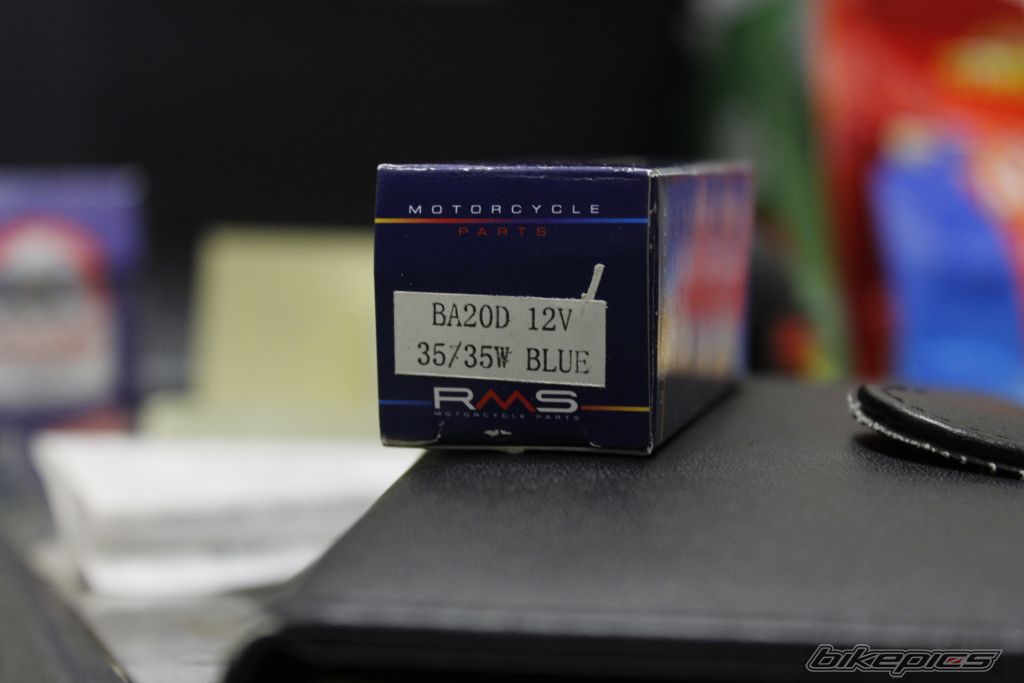 MOTORCYCLE
PARTS
BA20D 12V
35/35W BLUE
RMS
MOTORCYCLE PARTS
bikepics